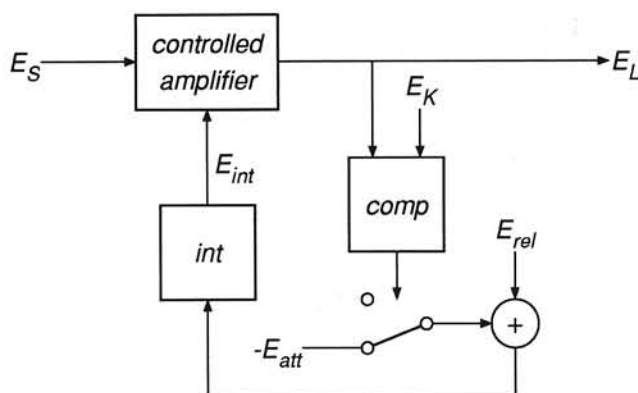 controlled
amplifier
E_S
E_L
E_K
E_int
comp
int
E_rel
+
-E_att